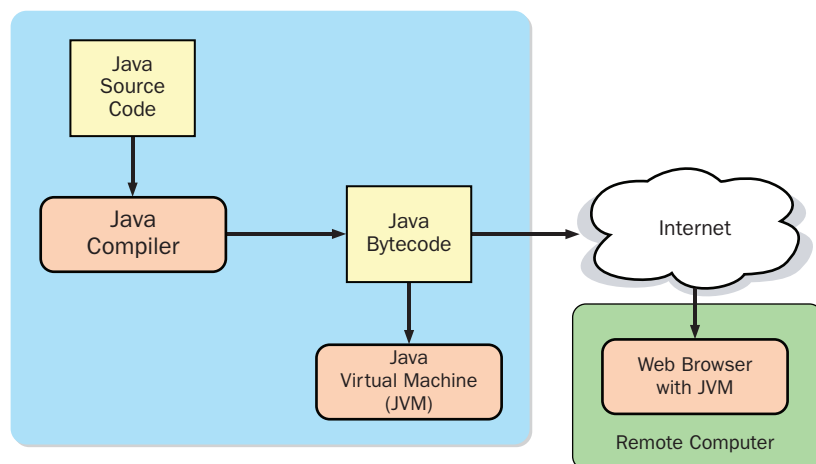 Java
Source
Code
Java
Compiler
Java
Bytecode
Internet
Java
Virtual Machine
(JVM)
Web Browser
with JVM
Remote Computer